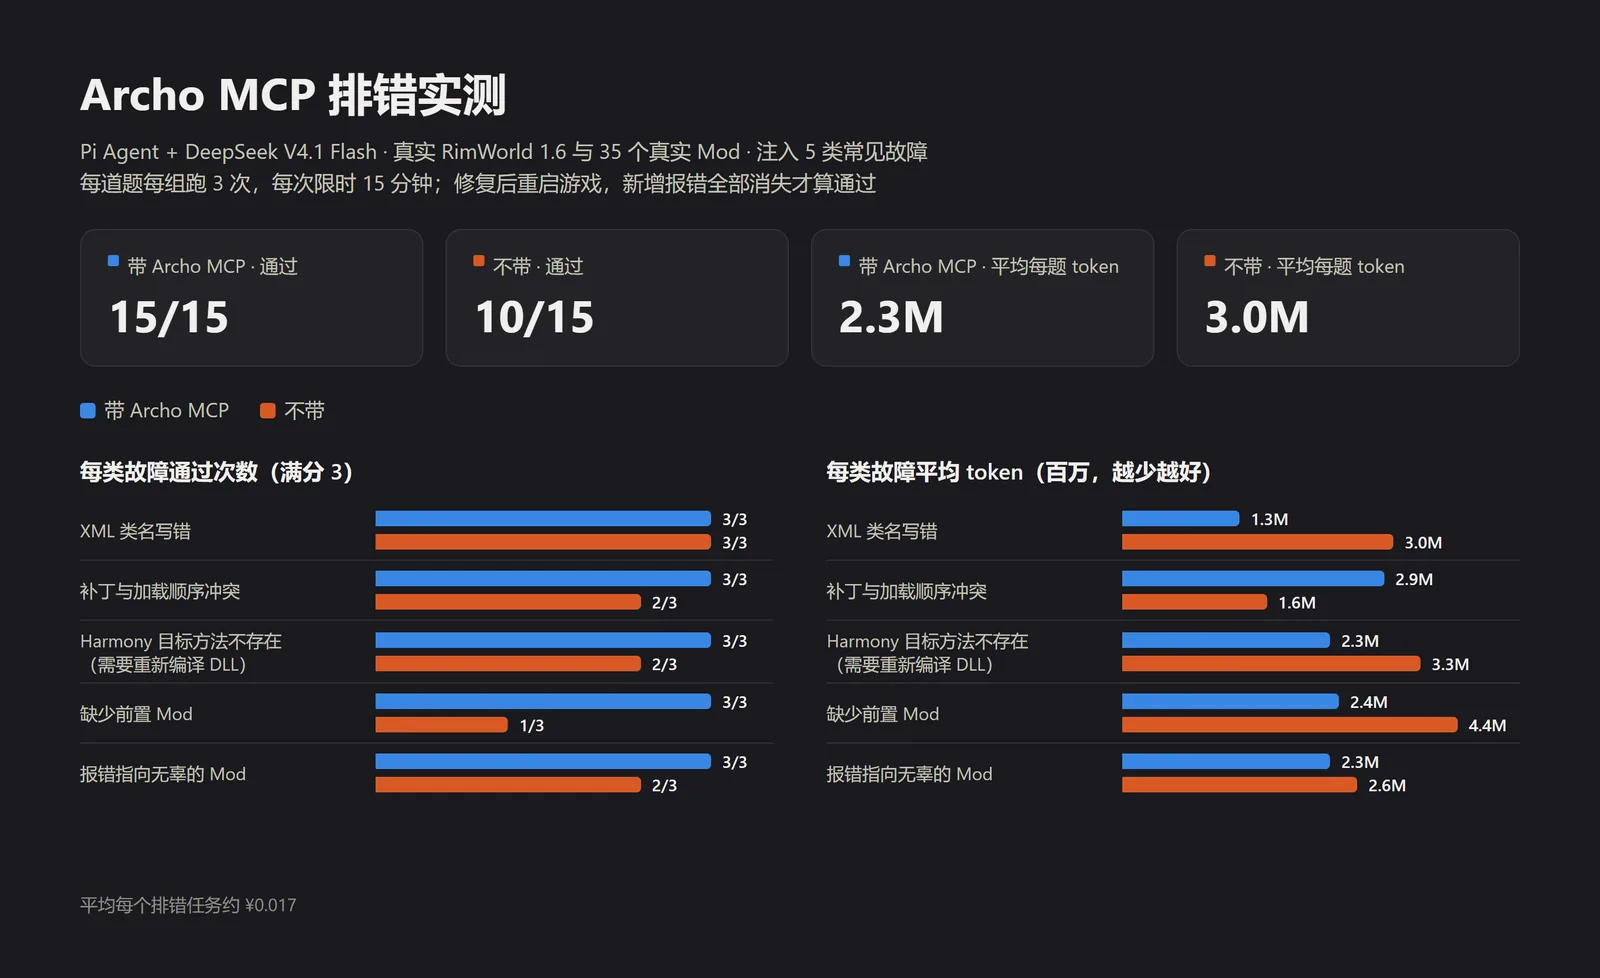 Archo MCP 排错实测
Pi Agent + DeepSeek V4.1 Flash · 真实 RimWorld 1.6 与 35 个真实 Mod · 注入 5 类常见故障
每道题每组跑 3 次，每次限时 15 分钟；修复后重启游戏，新增报错全部消失才算通过
带 Archo MCP · 通过
15/15
不带 · 通过
10/15
带 Archo MCP · 平均每题 token
2.3M
不带 · 平均每题 token
3.0M
带 Archo MCP
不带
每类故障通过次数（满分 3）
XML 类名写错
3/3
3/3
补丁与加载顺序冲突
3/3
2/3
Harmony 目标方法不存在
（需要重新编译 DLL）
3/3
2/3
缺少前置 Mod
3/3
1/3
报错指向无辜的 Mod
3/3
2/3
每类故障平均 token（百万，越少越好）
XML 类名写错
1.3M
3.0M
补丁与加载顺序冲突
2.9M
1.6M
Harmony 目标方法不存在
（需要重新编译 DLL）
2.3M
3.3M
缺少前置 Mod
2.4M
4.4M
报错指向无辜的 Mod
2.3M
2.6M
平均每个排错任务约 ¥0.017